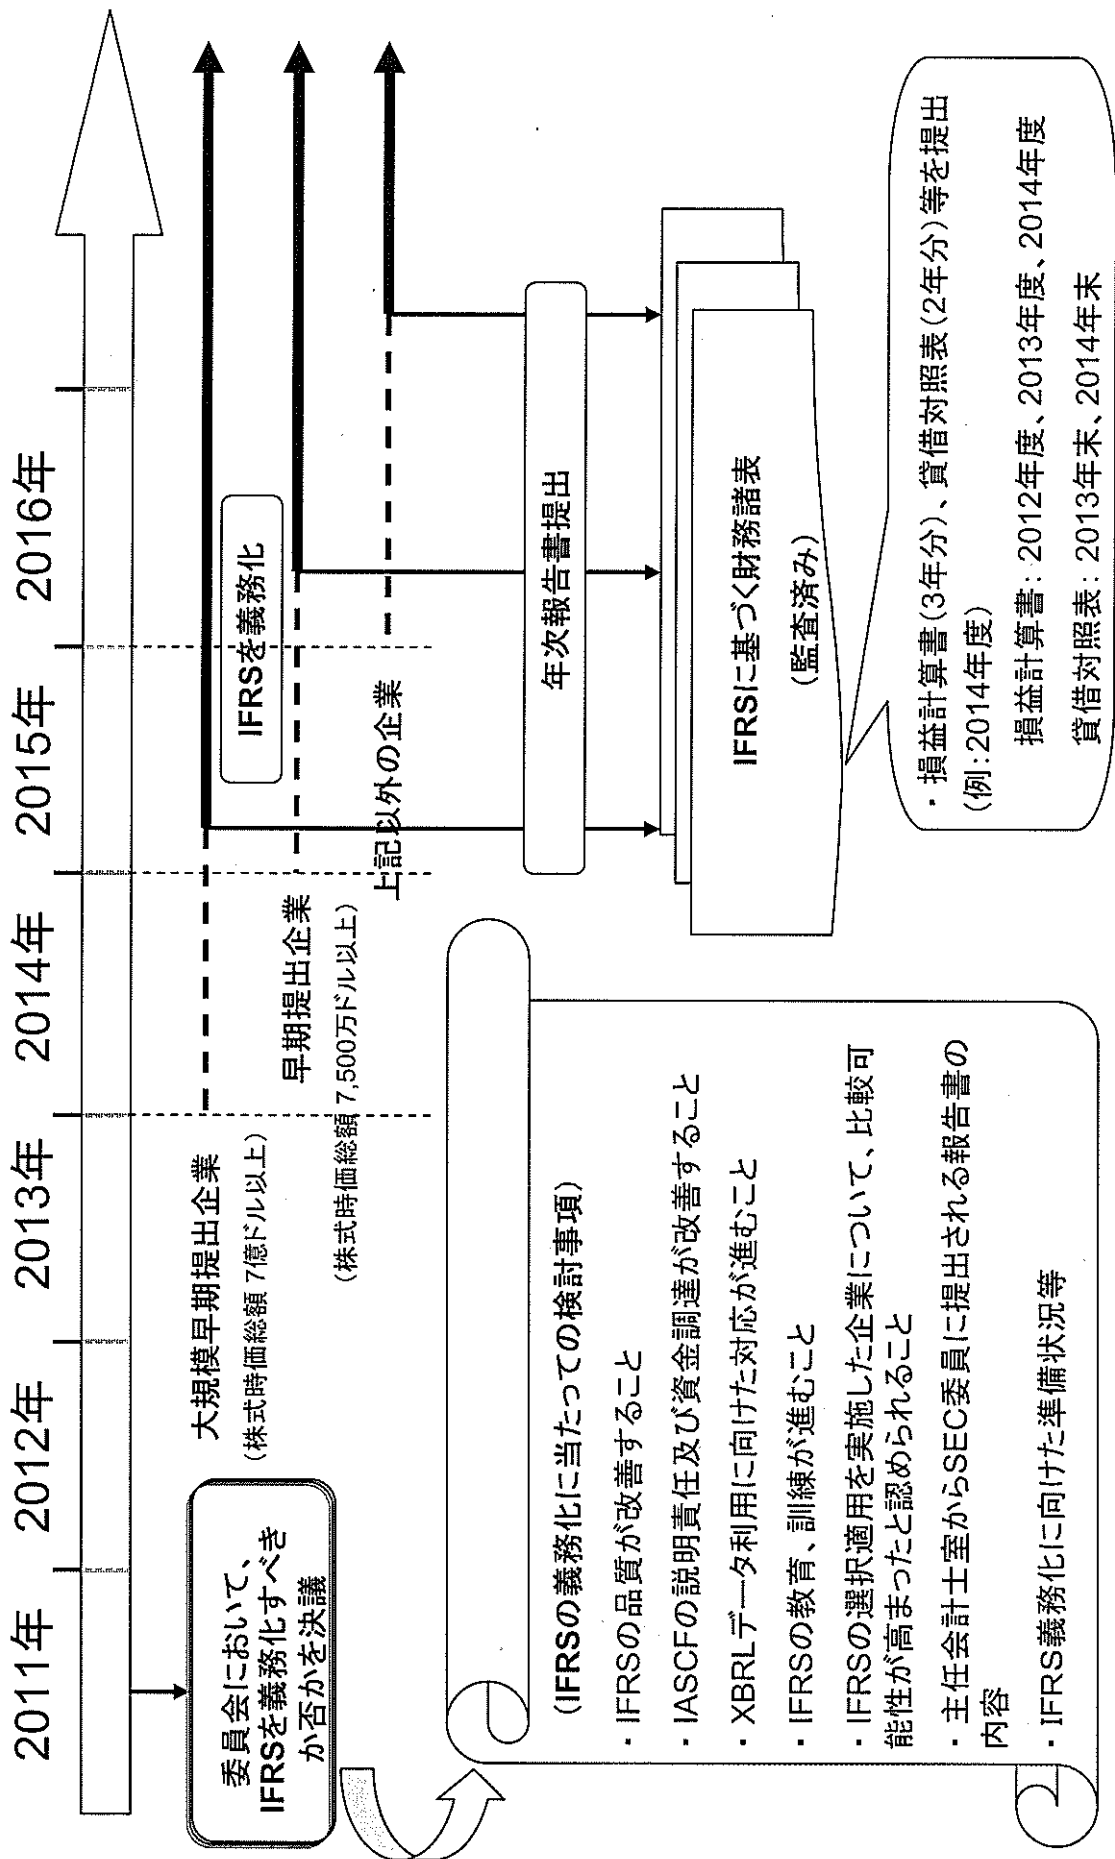 2011年 2012年 2013年 2014年 2015年 2016年
委員会において、
IFRSを義務化すべき
か否かを決議
大規模早期提出企業
(株式時価総額 7億ドル以上)
早期提出企業
(株式時価総額 7,500万ドル以上)
上記以外の企業
IFRSを義務化
年次報告書提出
IFRSに基づく財務諸表
(監査済み)
(IFRSの義務化に当たっての検討事項)
・ IFRSの品質が改善すること
・ IASCFの説明責任及び資金調達が改善すること
・ XBRLデータ利用に向けた対応が進むこと
・ IFRSの教育、訓練が進むこと
・ IFRSの選択適用を実施した企業について、比較可
能性が高まったと認められること
・ 主任会計士室からSEC委員に提出される報告書の
内容
・ IFRS義務化に向けた準備状況等
・ 損益計算書(3年分)、貸借対照表(2年分)等を提出
(例:2014年度)
損益計算書: 2012年度、2013年度、2014年度
貸借対照表: 2013年末、2014年末